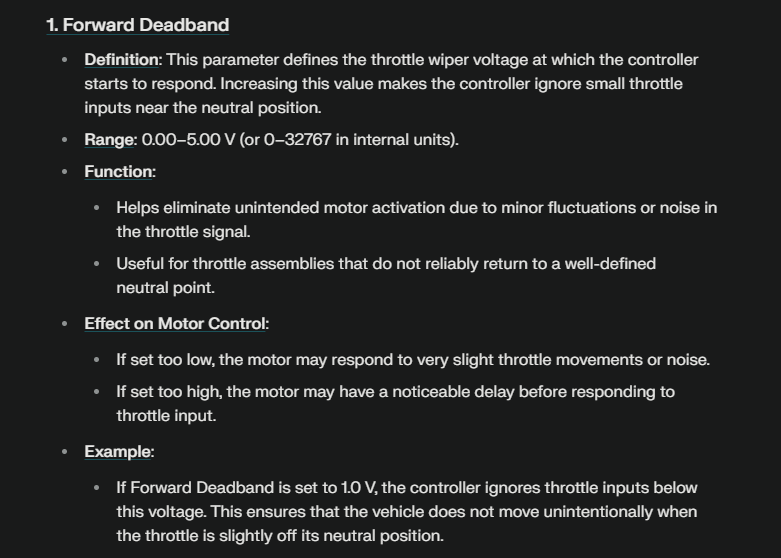 1. Forward Deadband
• Definition: This parameter defines the throttle wiper voltage at which the controller
starts to respond. Increasing this value makes the controller ignore small throttle
inputs near the neutral position.
• Range: 0.00–5.00 V (or 0–32767 in internal units).
• Function:
• Helps eliminate unintended motor activation due to minor fluctuations or noise in
the throttle signal.
• Useful for throttle assemblies that do not reliably return to a well-defined
neutral point.
• Effect on Motor Control:
• If set too low, the motor may respond to very slight throttle movements or noise.
• If set too high, the motor may have a noticeable delay before responding to
throttle input.
• Example:
• If Forward Deadband is set to 1.0 V, the controller ignores throttle inputs below
this voltage. This ensures that the vehicle does not move unintentionally when
the throttle is slightly off its neutral position.